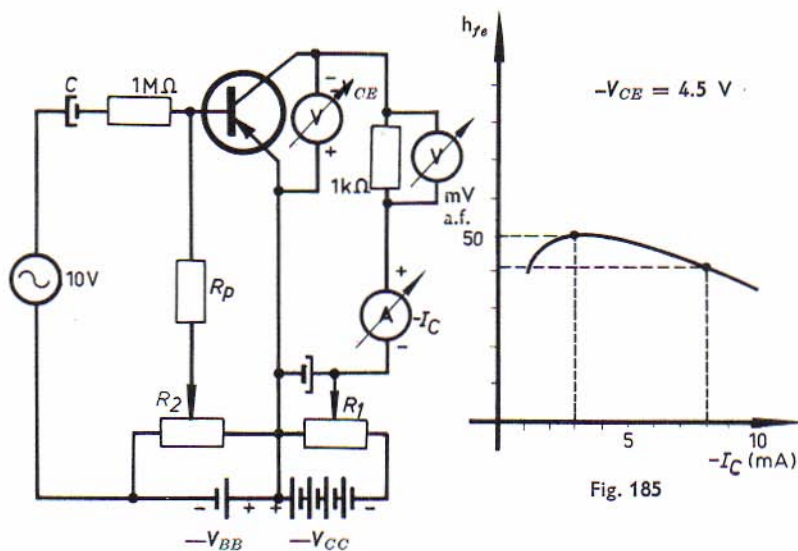 C
1MΩ
-V_CE
V
+
1kΩ
V
mV
a.f.
10V
R_p
+
A
-I_C
-
R_2
R_1
- +
+ -
—V_BB
—V_CC
h_fe
-V_CE = 4.5 V
50
5
10
-I_C (mA)
Fig. 185